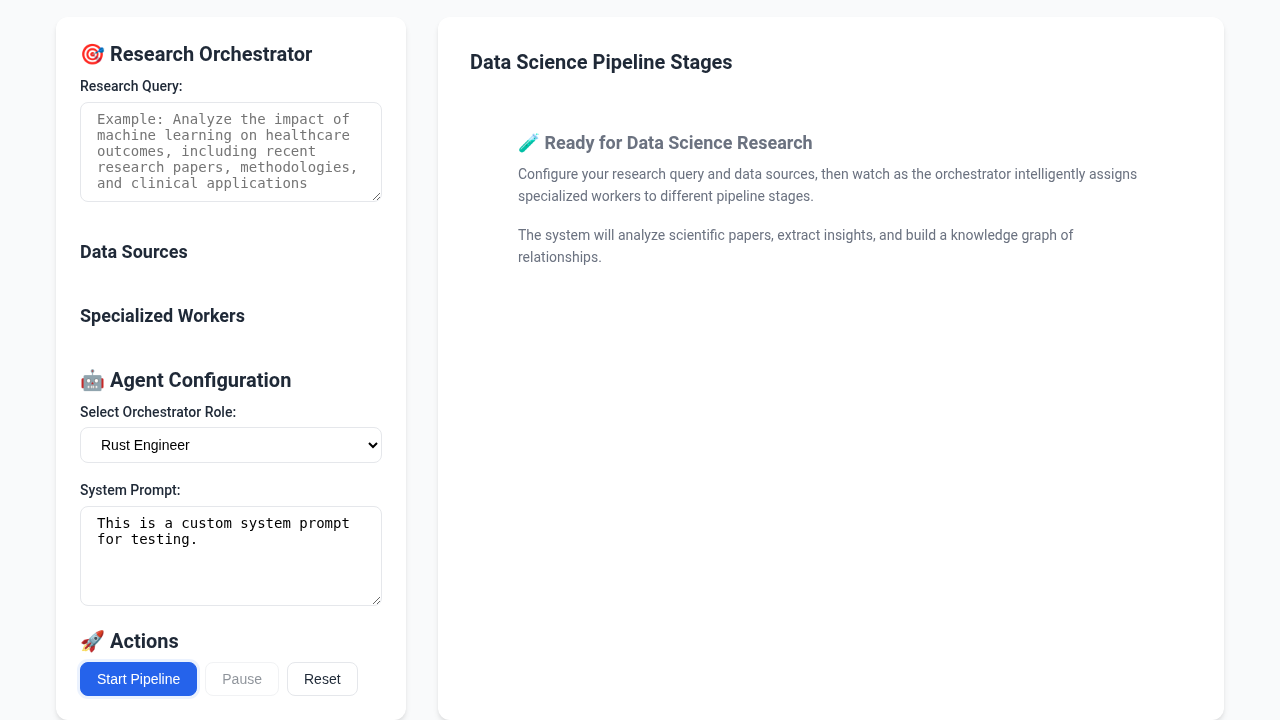 🎯 Research Orchestrator
Research Query:
Example: Analyze the impact of
machine learning on healthcare
outcomes, including recent
research papers, methodologies,
and clinical applications
Data Sources
Specialized Workers
🤖 Agent Configuration
Select Orchestrator Role:
Rust Engineer
System Prompt:
This is a custom system prompt
for testing.
🚀 Actions
Start Pipeline Pause Reset
Data Science Pipeline Stages
🧪 Ready for Data Science Research
Configure your research query and data sources, then watch as the orchestrator intelligently assigns
specialized workers to different pipeline stages.
The system will analyze scientific papers, extract insights, and build a knowledge graph of
relationships.